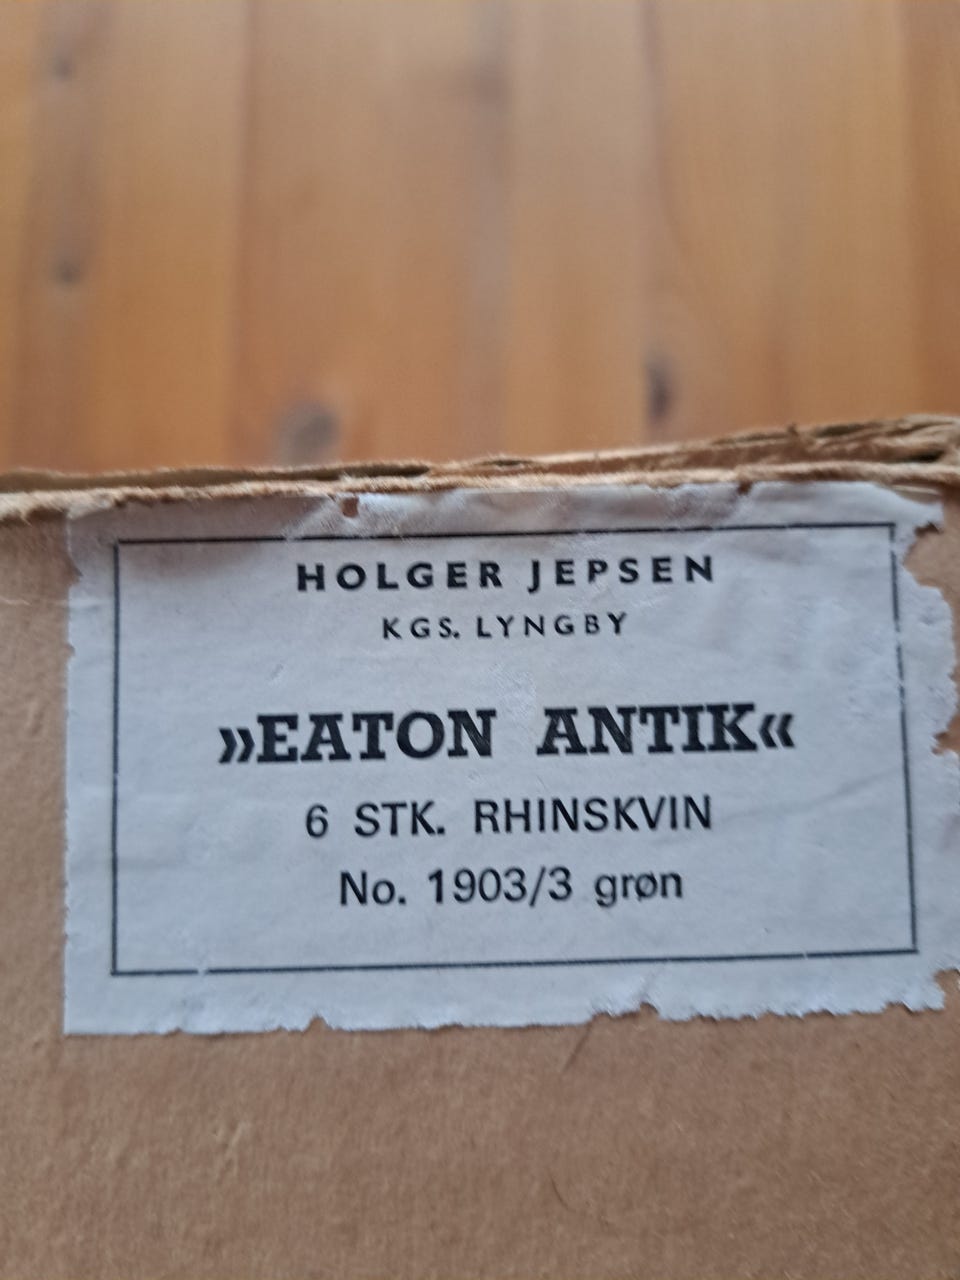 HOLGER JEPSEN
KGS. LYNGBY
»EATON ANTIK«
6 STK. RHINSKVIN
No. 1903/3 grøn